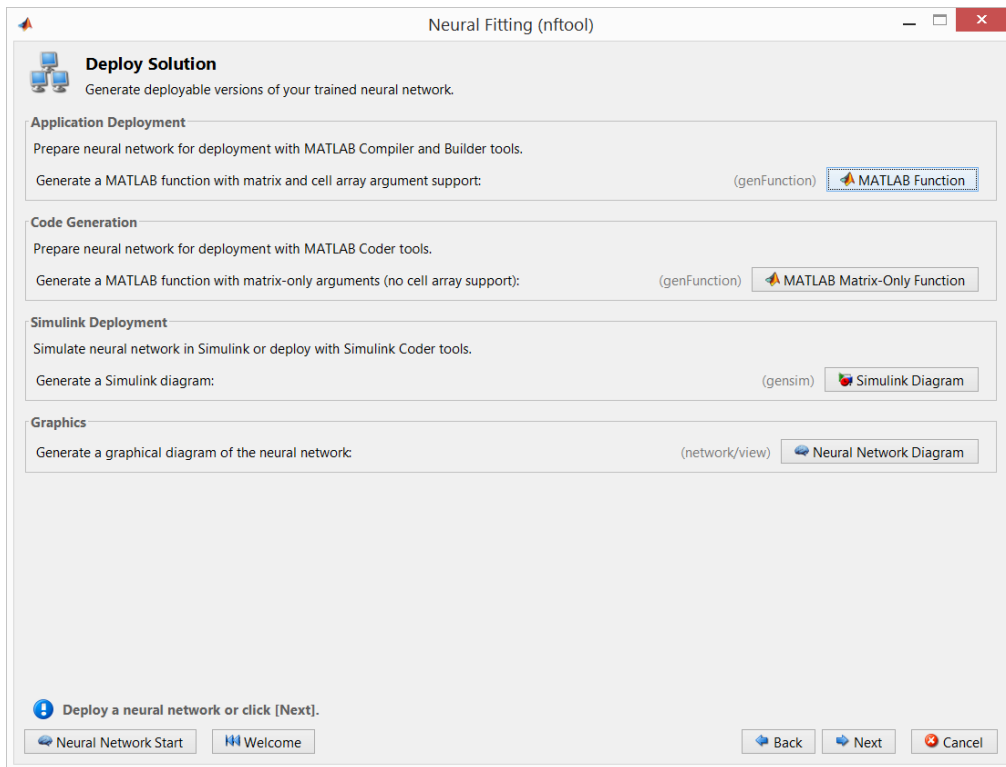 Neural Fitting (nftool)
Deploy Solution
Generate deployable versions of your trained neural network.
Application Deployment
Prepare neural network for deployment with MATLAB Compiler and Builder tools.
Generate a MATLAB function with matrix and cell array argument support: (genFunction) MATLAB Function
Code Generation
Prepare neural network for deployment with MATLAB Coder tools.
Generate a MATLAB function with matrix-only arguments (no cell array support): (genFunction) MATLAB Matrix-Only Function
Simulink Deployment
Simulate neural network in Simulink or deploy with Simulink Coder tools.
Generate a Simulink diagram: (gensim) Simulink Diagram
Graphics
Generate a graphical diagram of the neural network: (network/view) Neural Network Diagram
Deploy a neural network or click [Next].
Neural Network Start Welcome Back Next Cancel